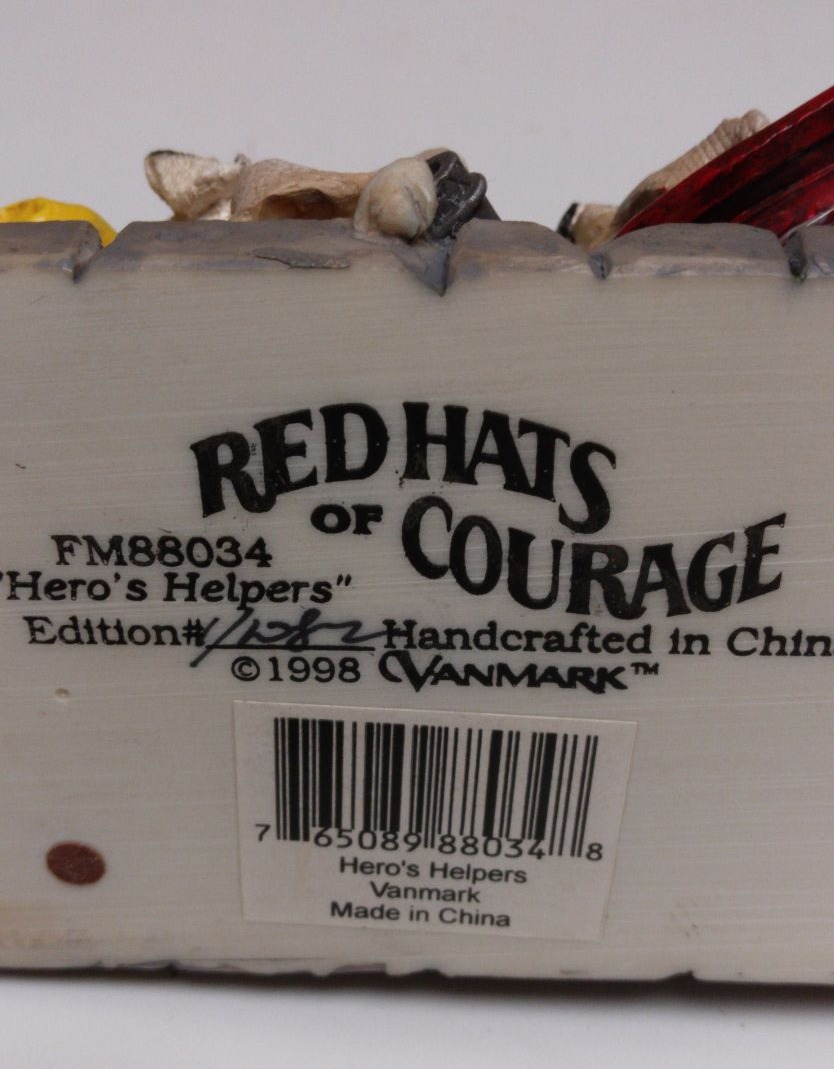 RED HATS
OF COURAGE
FM88034
"Hero's Helpers"
Edition# Handcrafted in Chin
©1998 VANMARK™
7 65089 88034 8
Hero's Helpers
Vanmark
Made in China